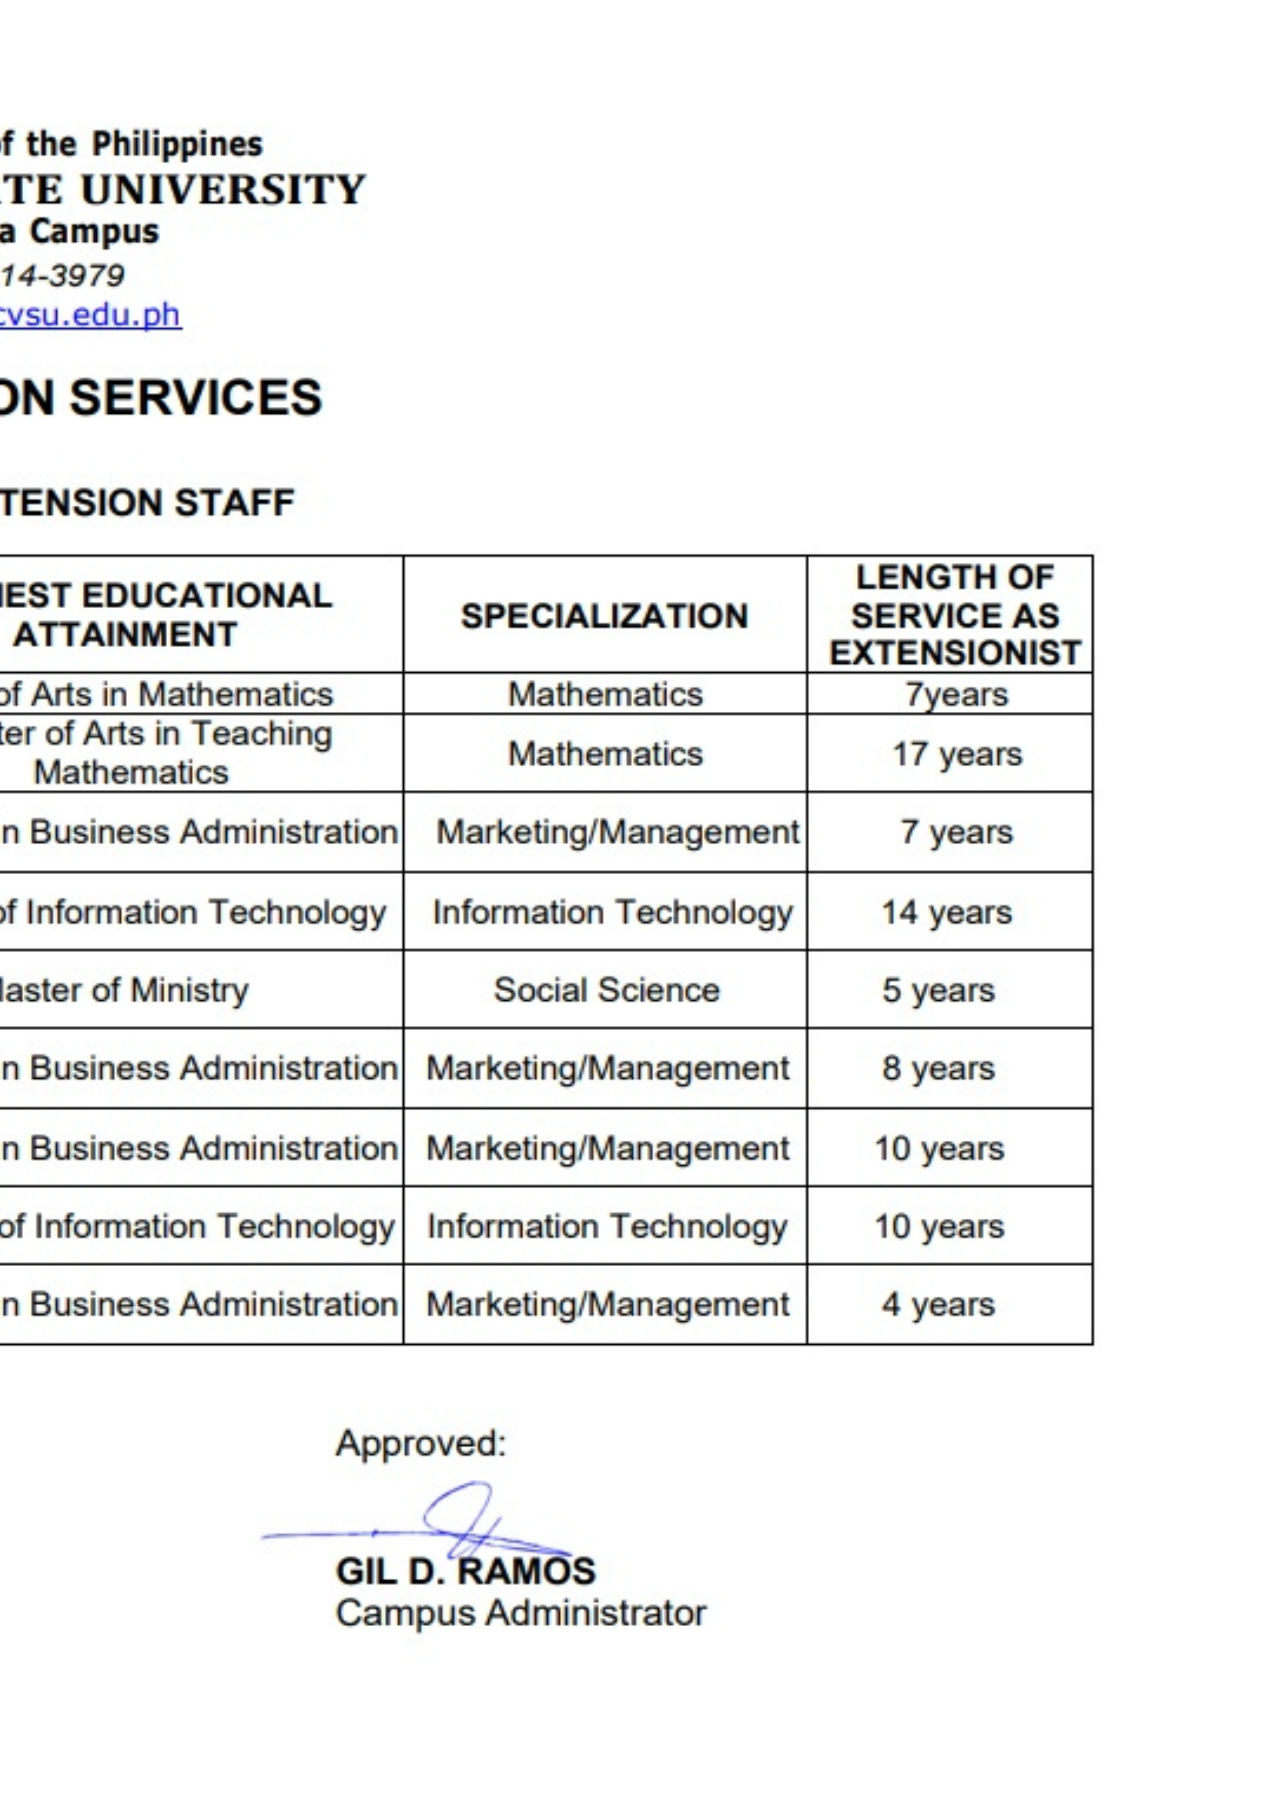 of the Philippines
ATE UNIVERSITY
a Campus
14-3979
cvsu.edu.ph
ON SERVICES
TENSION STAFF
HEST EDUCATIONAL ATTAINMENT
SPECIALIZATION
LENGTH OF SERVICE AS EXTENSIONIST
of Arts in Mathematics
Mathematics
7years
ter of Arts in Teaching
Mathematics
Mathematics
17 years
n Business Administration
Marketing/Management
7 years
of Information Technology
Information Technology
14 years
Master of Ministry
Social Science
5 years
n Business Administration
Marketing/Management
8 years
n Business Administration
Marketing/Management
10 years
of Information Technology
Information Technology
10 years
n Business Administration
Marketing/Management
4 years
Approved:
GIL D. RAMOS
Campus Administrator